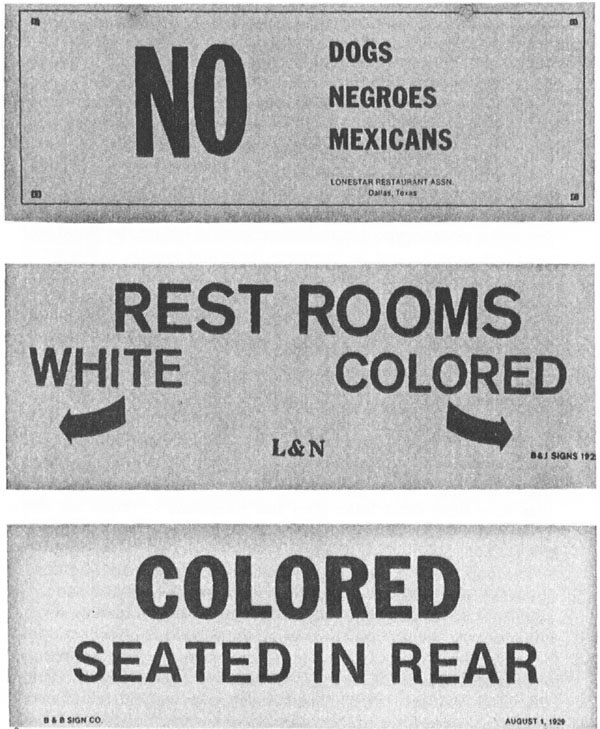 NO
DOGS
NEGROES
MEXICANS
LONESTAR RESTAURANT ASSN.
Dallas, Texas
REST ROOMS
WHITE COLORED
L&N
B&J SIGNS 192
COLORED
SEATED IN REAR
B & B SIGN CO. AUGUST 1, 1929